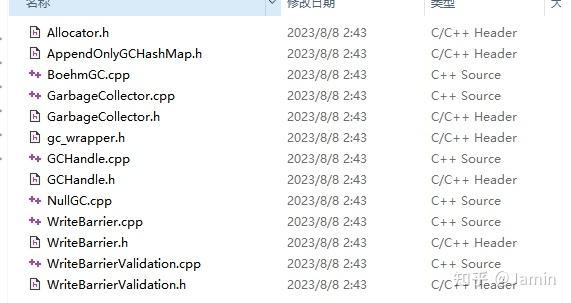 名称 修改日期 类型 大
Allocator.h 2023/8/8 2:43 C/C++ Header
AppendOnlyGCHashMap.h 2023/8/8 2:43 C/C++ Header
BoehmGC.cpp 2023/8/8 2:43 C++ Source
GarbageCollector.cpp 2023/8/8 2:43 C++ Source
GarbageCollector.h 2023/8/8 2:43 C/C++ Header
gc_wrapper.h 2023/8/8 2:43 C/C++ Header
GCHandle.cpp 2023/8/8 2:43 C++ Source
GCHandle.h 2023/8/8 2:43 C/C++ Header
NullGC.cpp 2023/8/8 2:43 C++ Source
WriteBarrier.cpp 2023/8/8 2:43 C++ Source
WriteBarrier.h 2023/8/8 2:43 C/C++ Header
WriteBarrierValidation.cpp 2023/8/8 2:43 C++ Source
WriteBarrierValidation.h 2023/8/8 2:43 C/C++ Header
知乎 @Jamin